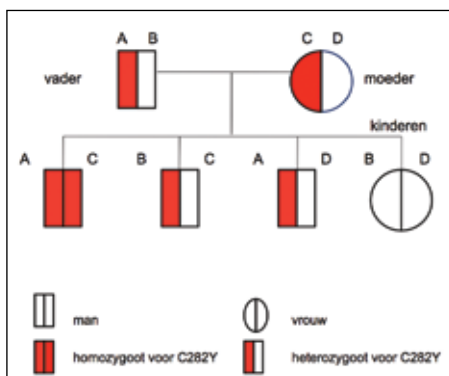 A B C D
vader moeder
kinderen
A C B C A D B D
man vrouw
homozygoot voor C282Y heterozygoot voor C282Y